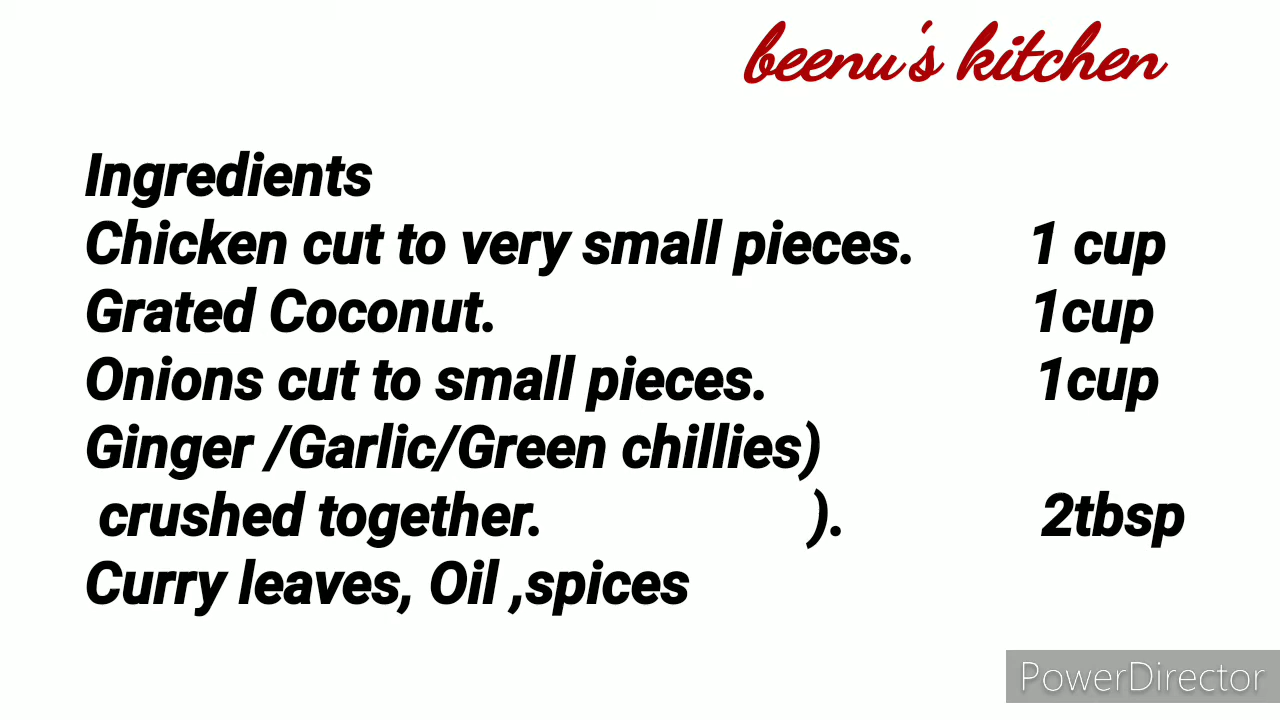 beenu's kitchen
Ingredients
Chicken cut to very small pieces. 1 cup
Grated Coconut. 1cup
Onions cut to small pieces. 1cup
Ginger /Garlic/Green chillies)
crushed together. ). 2tbsp
Curry leaves, Oil ,spices
PowerDirector